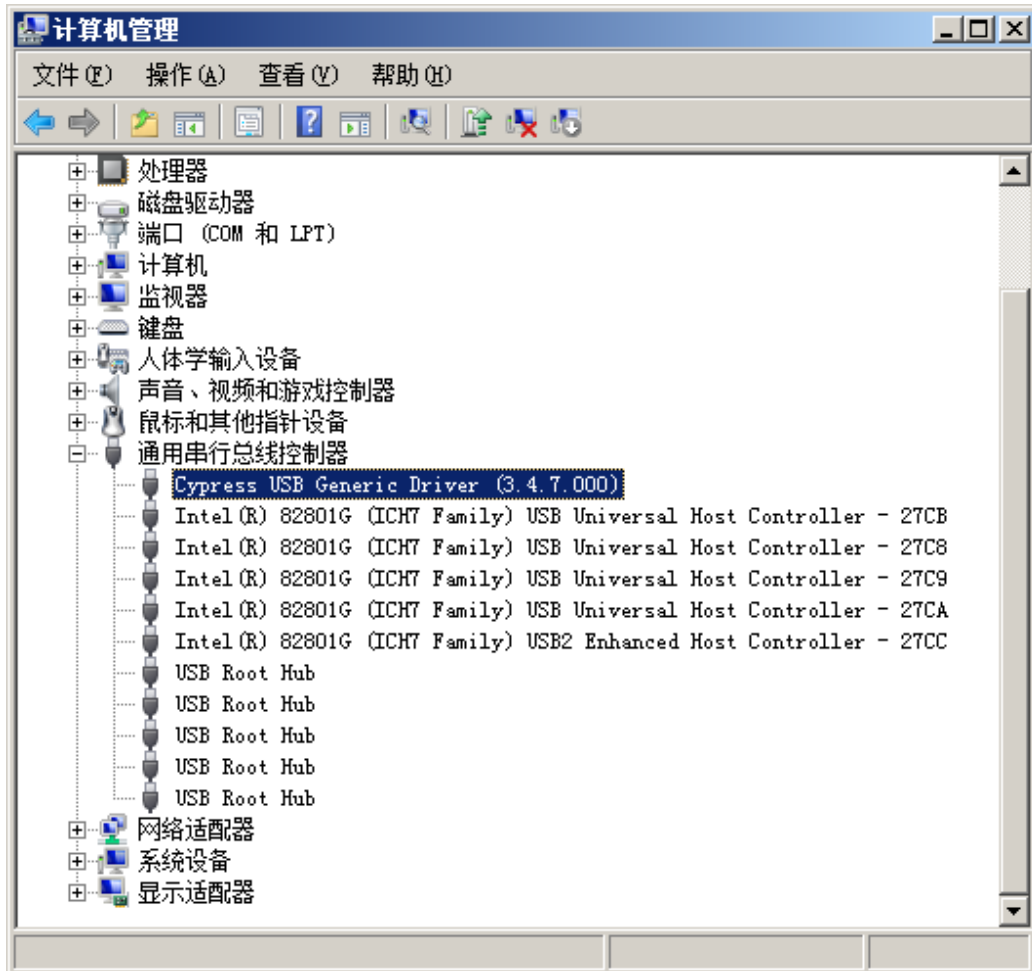 计算机管理
文件(F) 操作(A) 查看(V) 帮助(H)
处理器
磁盘驱动器
端口 (COM 和 LPT)
计算机
监视器
键盘
人体学输入设备
声音、视频和游戏控制器
鼠标和其他指针设备
通用串行总线控制器
Cypress USB Generic Driver (3.4.7.000)
Intel(R) 82801G (ICH7 Family) USB Universal Host Controller - 27CB
Intel(R) 82801G (ICH7 Family) USB Universal Host Controller - 27C8
Intel(R) 82801G (ICH7 Family) USB Universal Host Controller - 27C9
Intel(R) 82801G (ICH7 Family) USB Universal Host Controller - 27CA
Intel(R) 82801G (ICH7 Family) USB2 Enhanced Host Controller - 27CC
USB Root Hub
USB Root Hub
USB Root Hub
USB Root Hub
USB Root Hub
网络适配器
系统设备
显示适配器